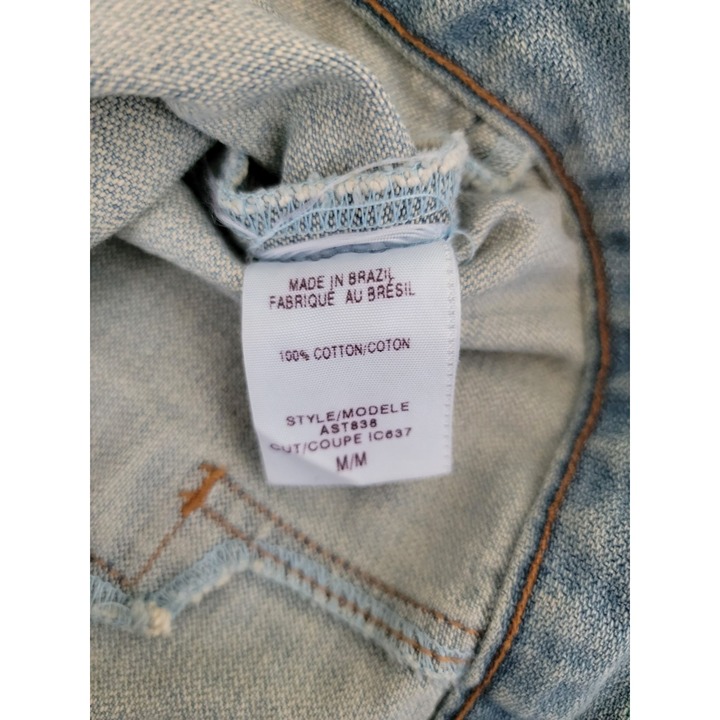 MADE IN BRAZIL
FABRIQUÉ AU BRÉSIL
100% COTTON/COTON
STYLE/MODELE
AST838
CUT/COUPE IC637
M/M